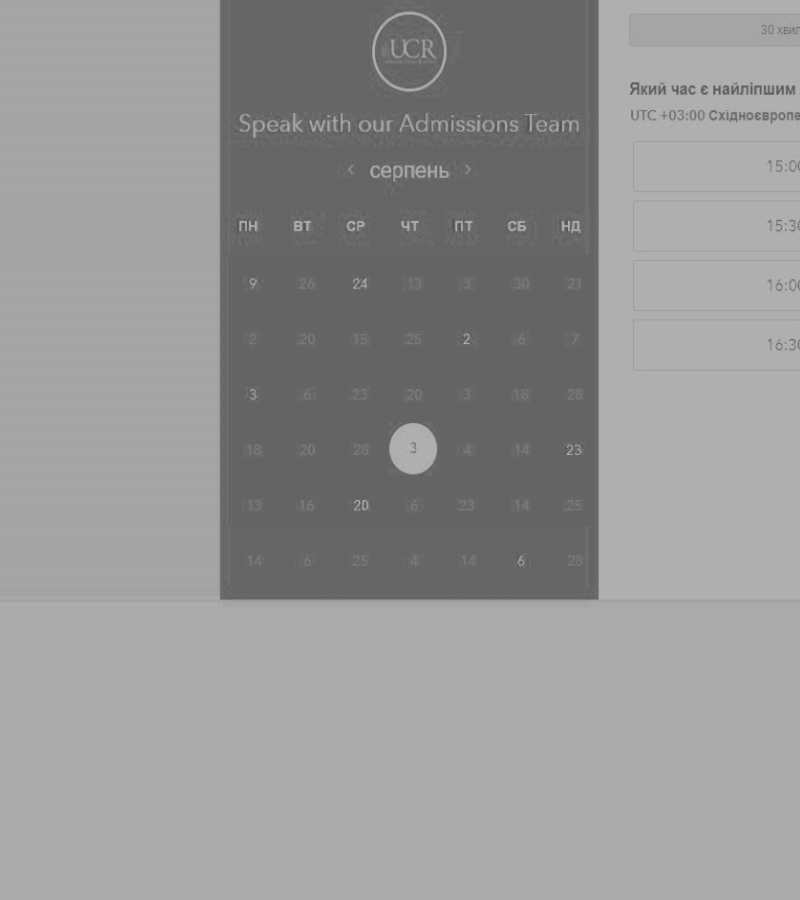 UCR
Speak with our Admissions Team
< серпень >
ПН ВТ СР ЧТ ПТ СБ НД
9 26 24 13 3 30 21
2 20 15 25 2 6 7
3 6 23 20 3 18 28
18 20 28 3 4 14 23
13 16 20 6 23 14 25
14 6 25 4 14 6 28
30
Який час є найліпшим
UTC +03:00
15:00
15:30
16:00
16:30